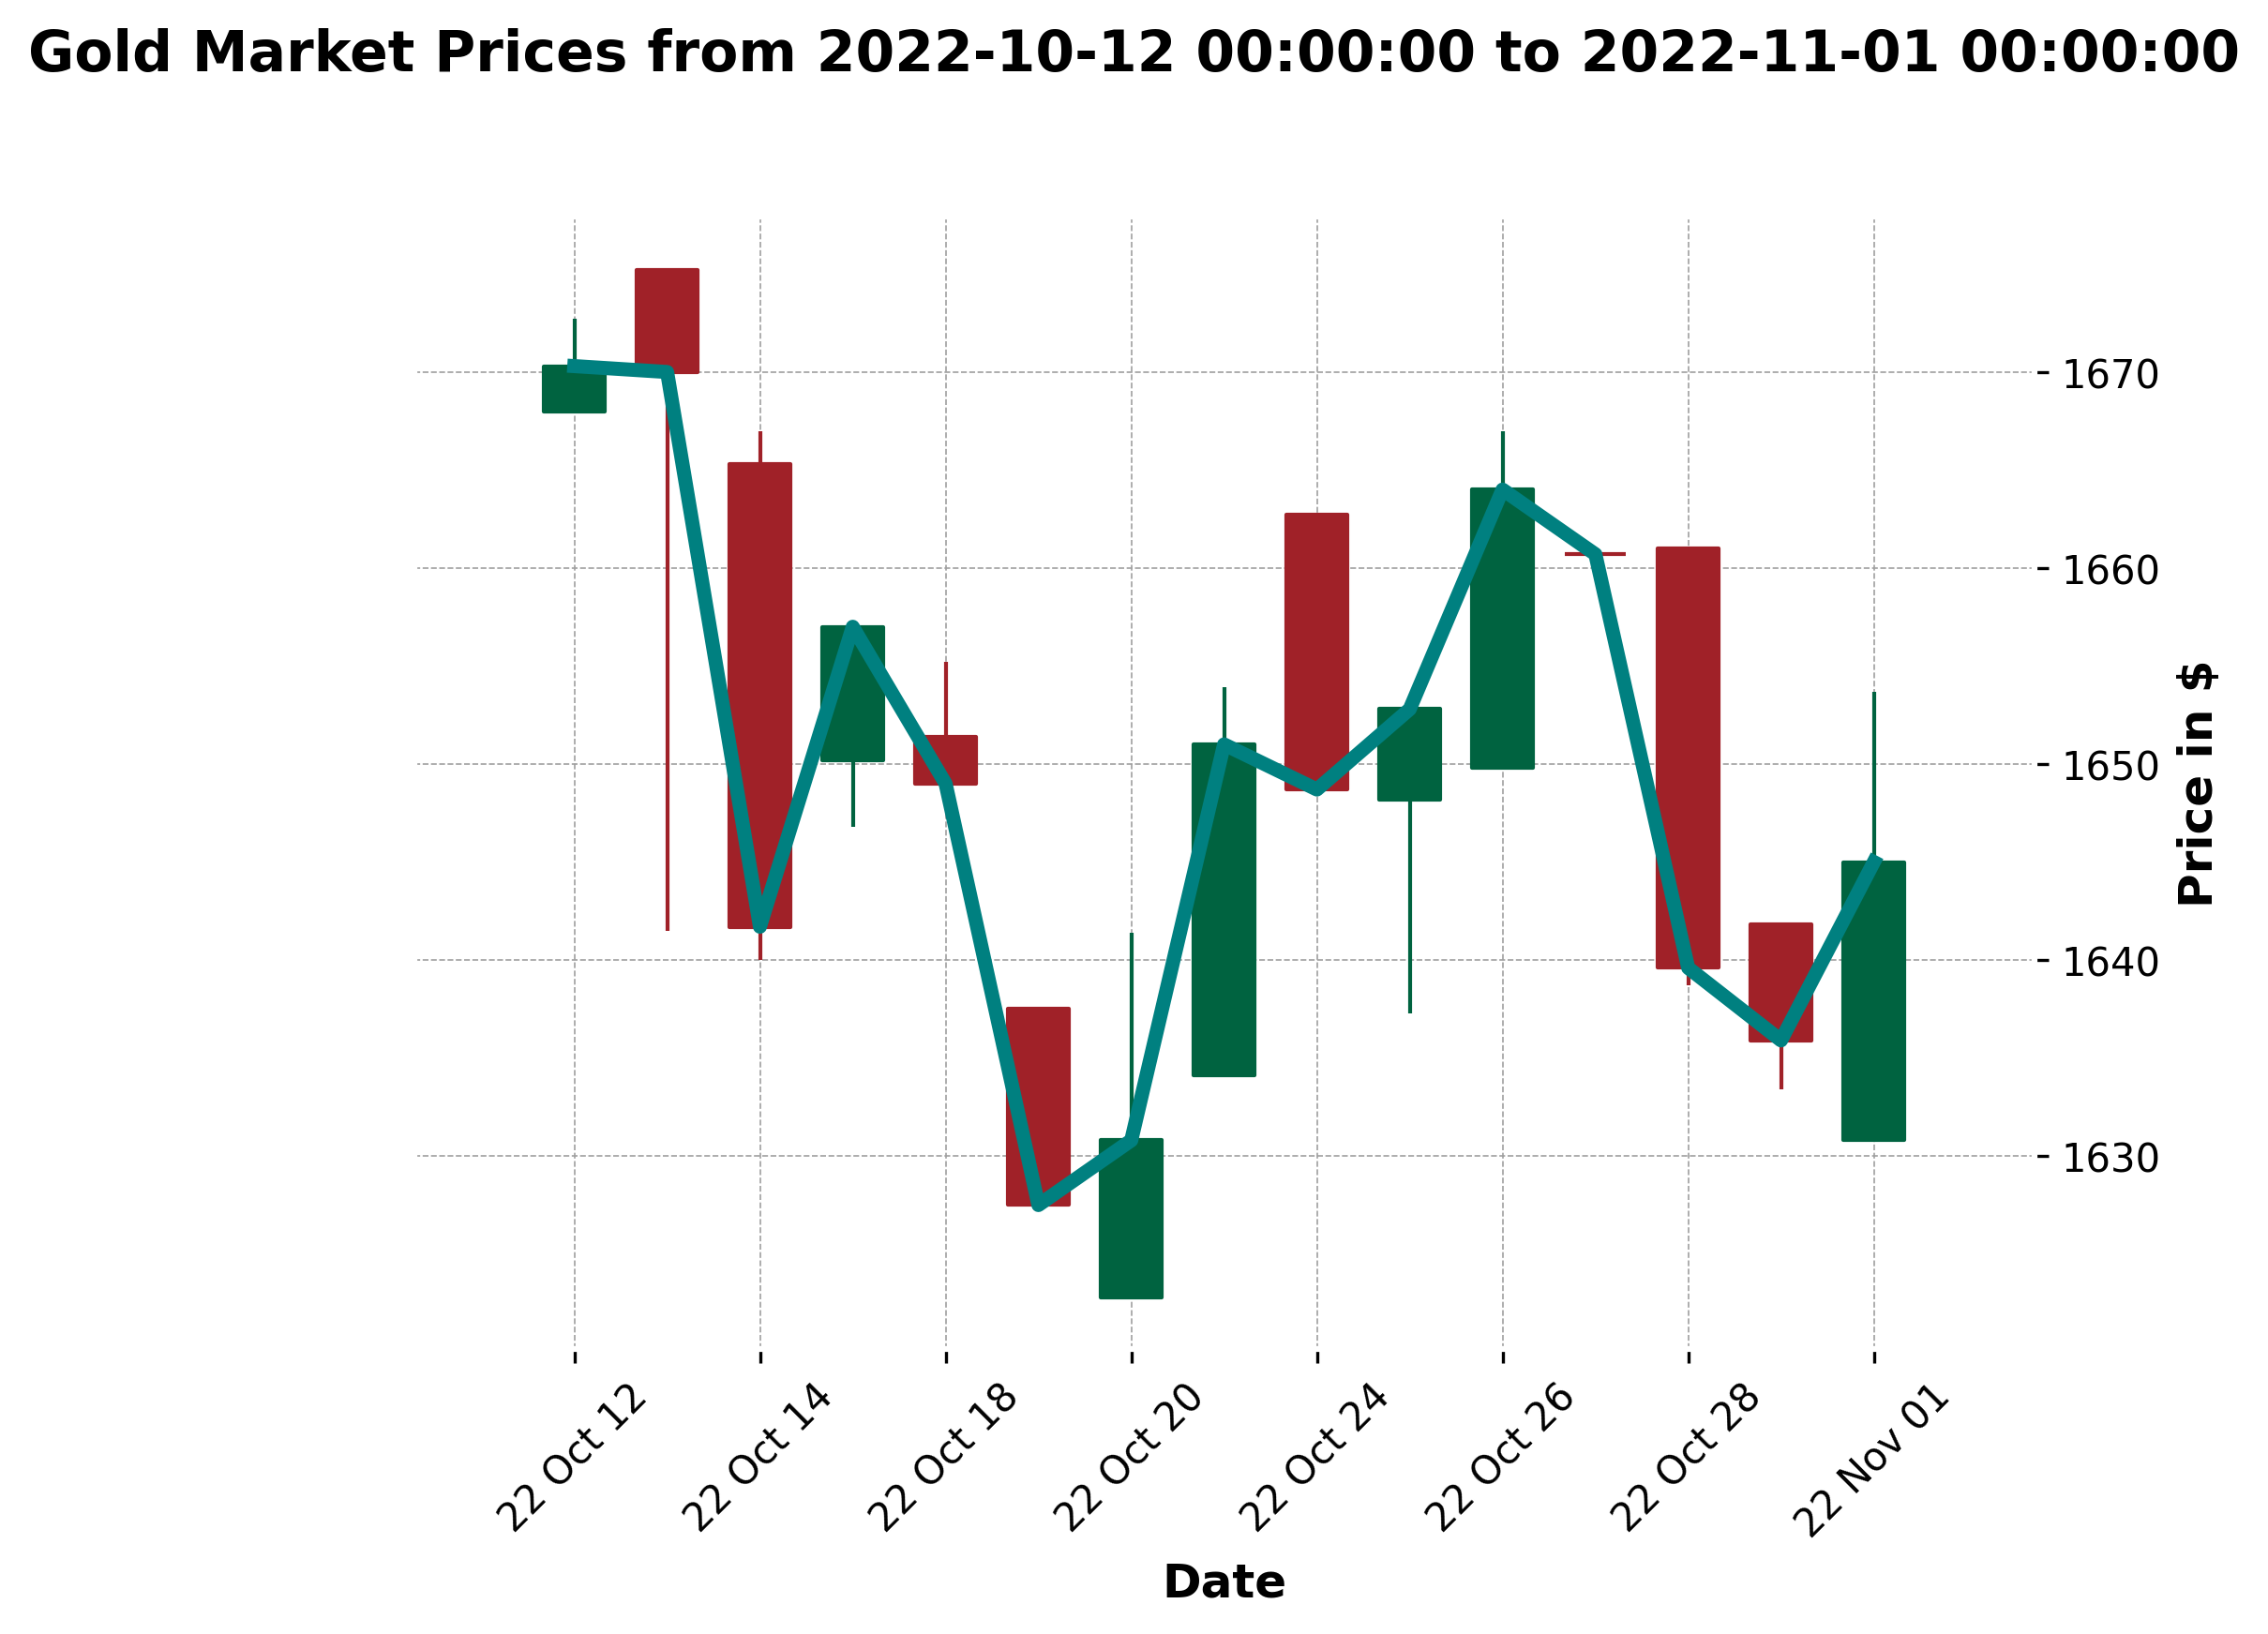 Gold Market Prices from 2022-10-12 00:00:00 to 2022-11-01 00:00:00
1670
1660
1650
1640
1630
Price in $
22 Oct 12
22 Oct 14
22 Oct 18
22 Oct 20
22 Oct 24
22 Oct 26
22 Oct 28
22 Nov 01
Date